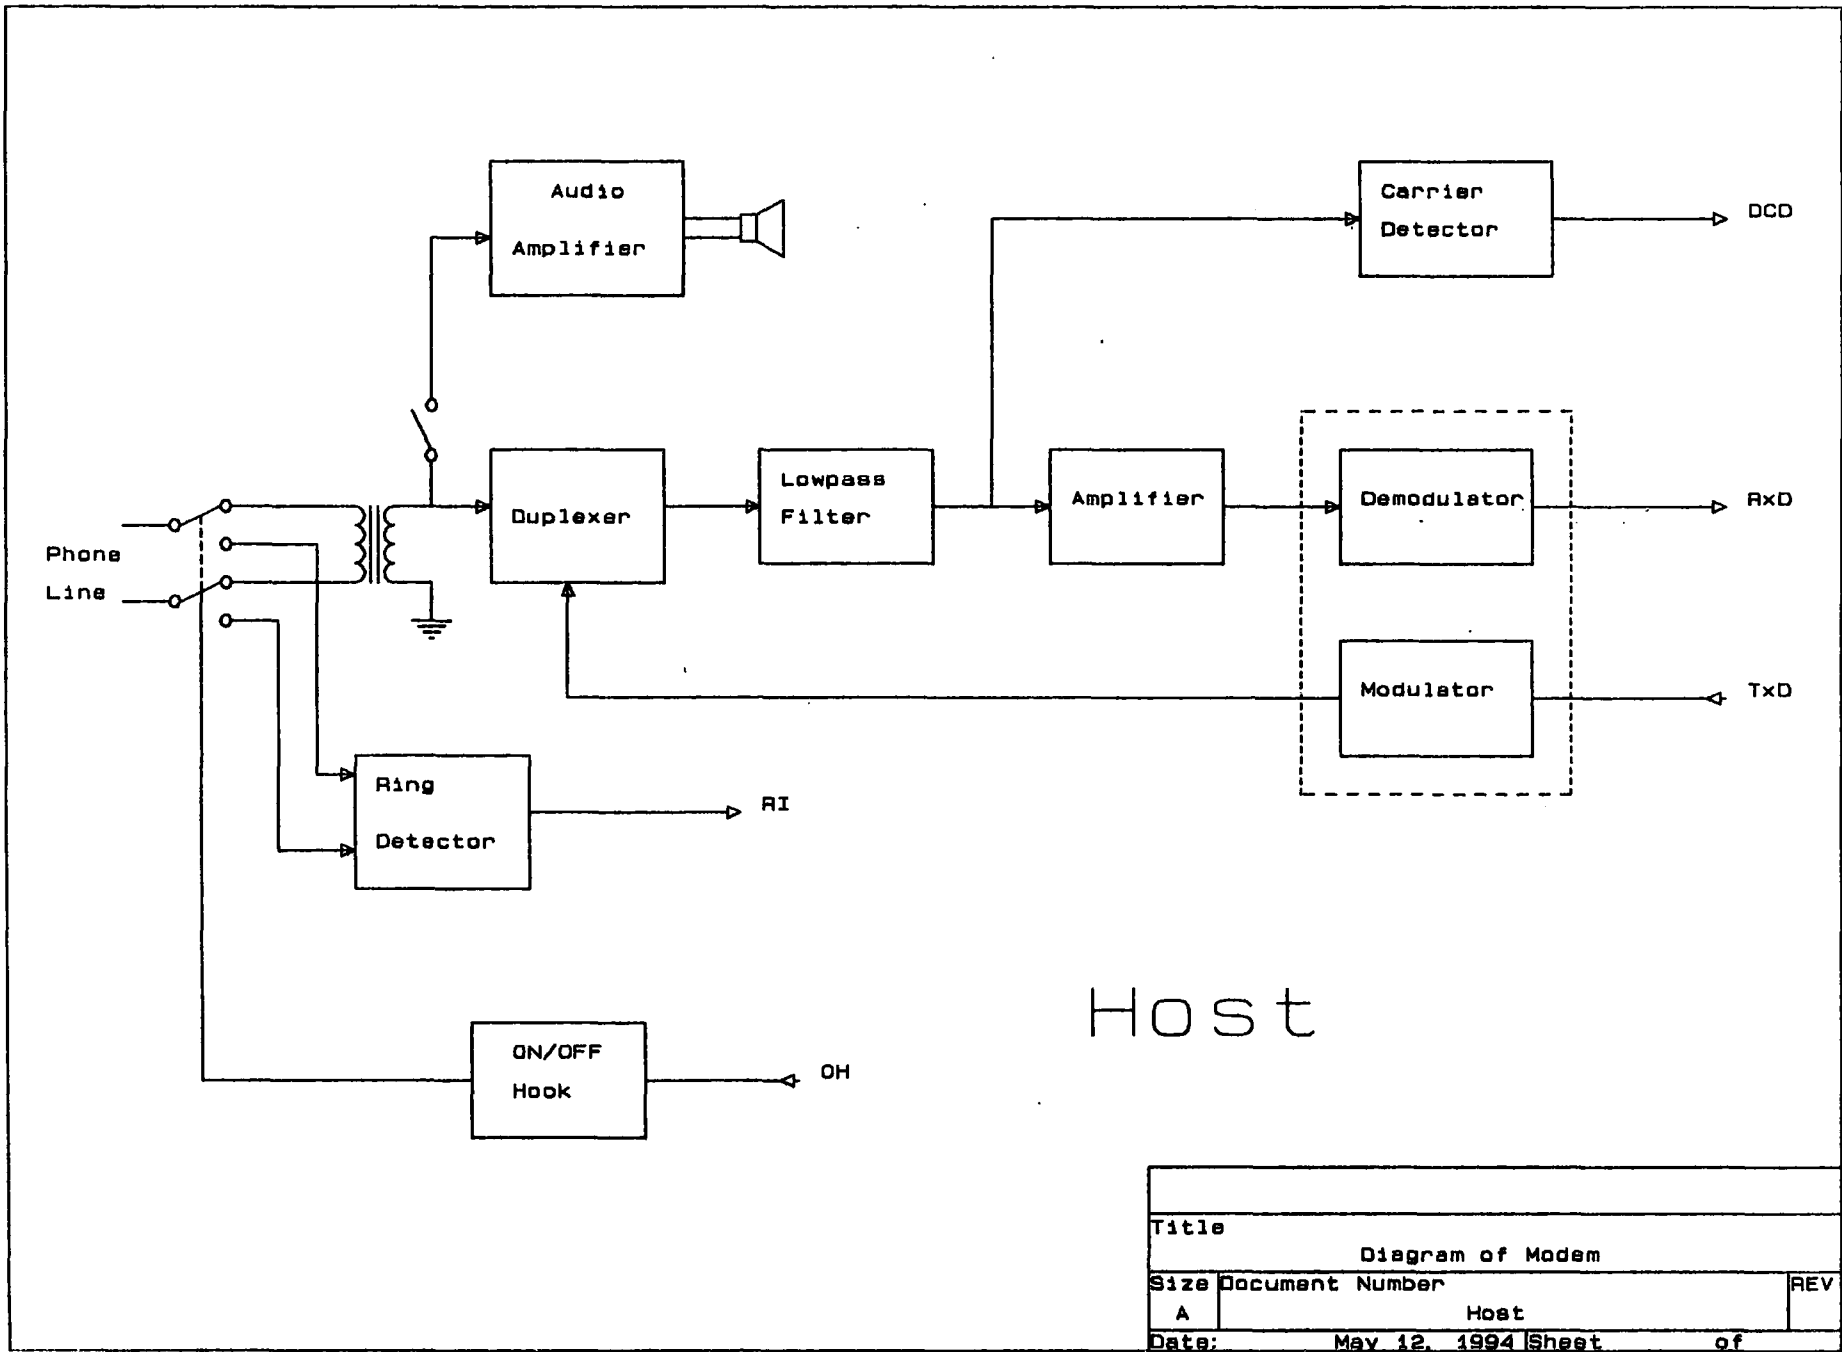 Audio
Amplifier
Carrier
Detector
DCD
Lowpass
Filter
Amplifier
Demodulator
RxD
Duplexer
Phone
Line
Modulator
TxD
Ring
Detector
RI
Host
ON/OFF
Hook
OH
Title
Diagram of Modem
Size Document Number REV
A Host
Date: May 12, 1994 Sheet of